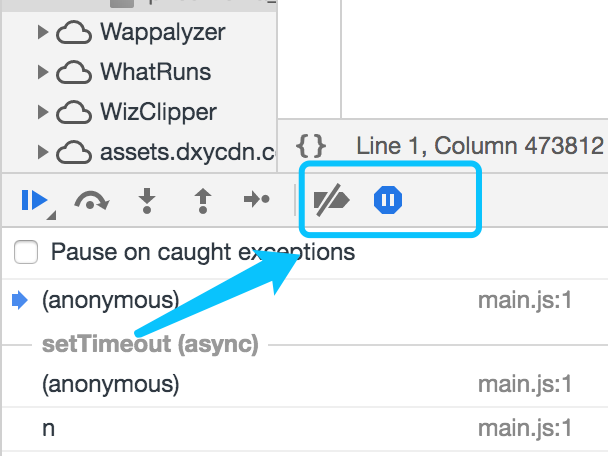 Wappalyzer
WhatRuns
WizClipper
assets.dxycdn.c
{} Line 1, Column 473812
Pause on caught exceptions
(anonymous) main.js:1
setTimeout (async)
(anonymous) main.js:1
n main.js:1